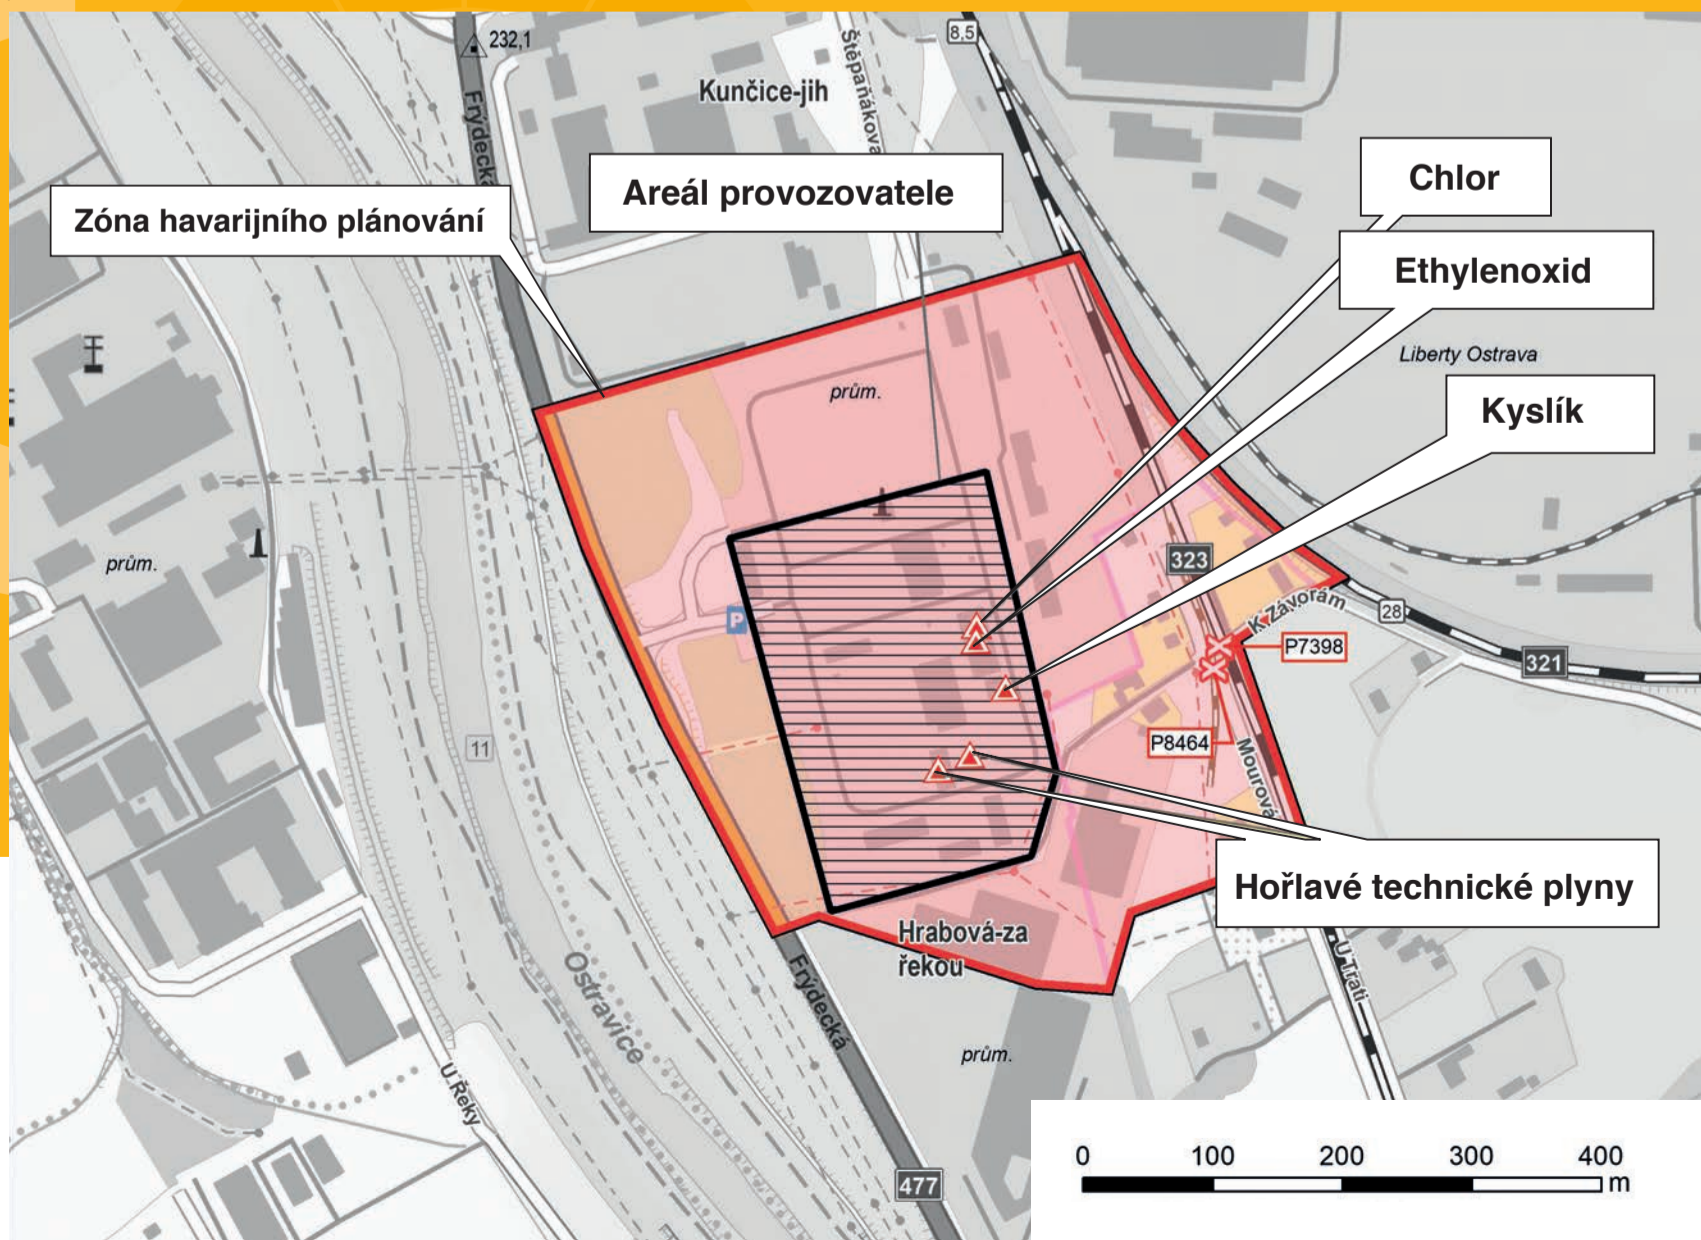 232,1
8,5
Štěpaňákova
Kunčice-jih
Frýdecká
Chlor
Areál provozovatele
Zóna havarijního plánování
Ethylenoxid
Liberty Ostrava
prům.
Kyslík
prům.
323
K Závorám
28
P
P7398
321
11
P8464
Mourová
Hořlavé technické plyny
Hrabová-za
řekou
Ostravice
Frýdecká
U Trati
prům.
U Řeky
477
0 100 200 300 400
m